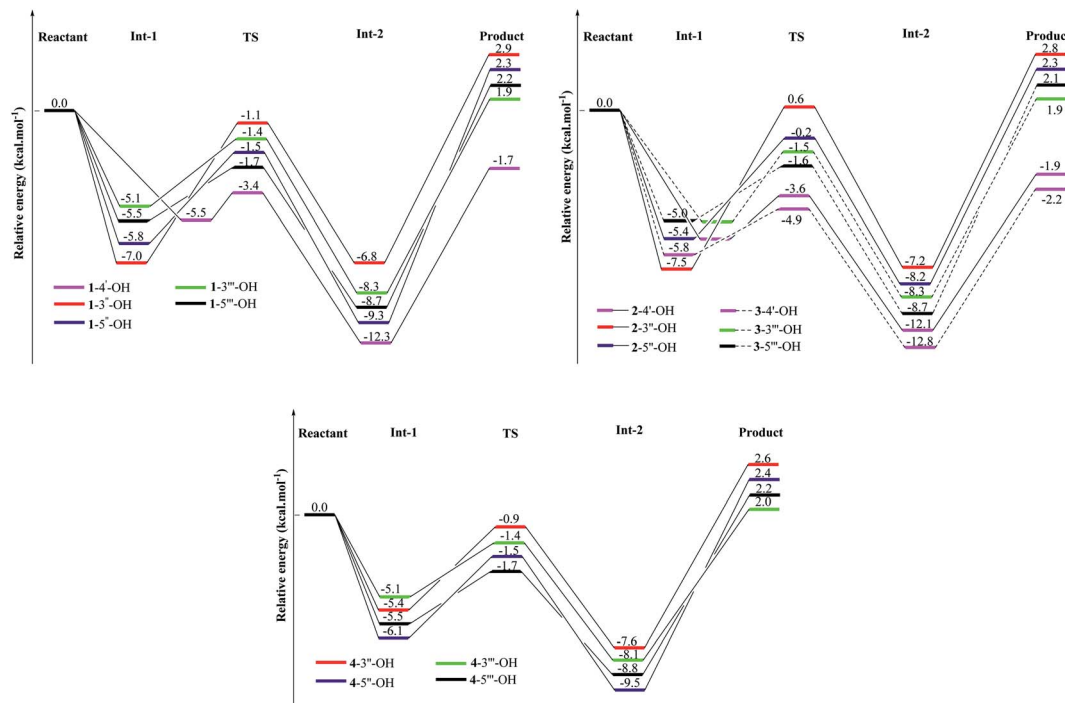 Reactant Int-1 TS Int-2 Product
Relative energy (kcal.mol⁻¹)
0.0
-5.1
-5.5
-5.8
-7.0
-5.5
-1.1
-1.4
-1.5
-1.7
-3.4
-6.8
-8.3
-8.7
-9.3
-12.3
2.9
2.3
2.2
1.9
-1.7
1-4'-OH
1-3"-OH
1-5"-OH
1-3'''-OH
1-5'''-OH
Reactant Int-1 TS Int-2 Product
Relative energy (kcal.mol⁻¹)
0.0
-5.0
-5.4
-5.8
-7.5
0.6
-0.2
-1.5
-1.6
-3.6
-4.9
-7.2
-8.2
-8.3
-8.7
-12.1
-12.8
2.8
2.3
2.1
1.9
-1.9
-2.2
2-4'-OH
2-3"-OH
2-5"-OH
3-4'-OH
3-3'''-OH
3-5'''-OH
Reactant Int-1 TS Int-2 Product
Relative energy (kcal.mol⁻¹)
0.0
-5.1
-5.4
-5.5
-6.1
-0.9
-1.4
-1.5
-1.7
-7.6
-8.1
-8.8
-9.5
2.6
2.4
2.2
2.0
4-3"-OH
4-5"-OH
4-3'''-OH
4-5'''-OH